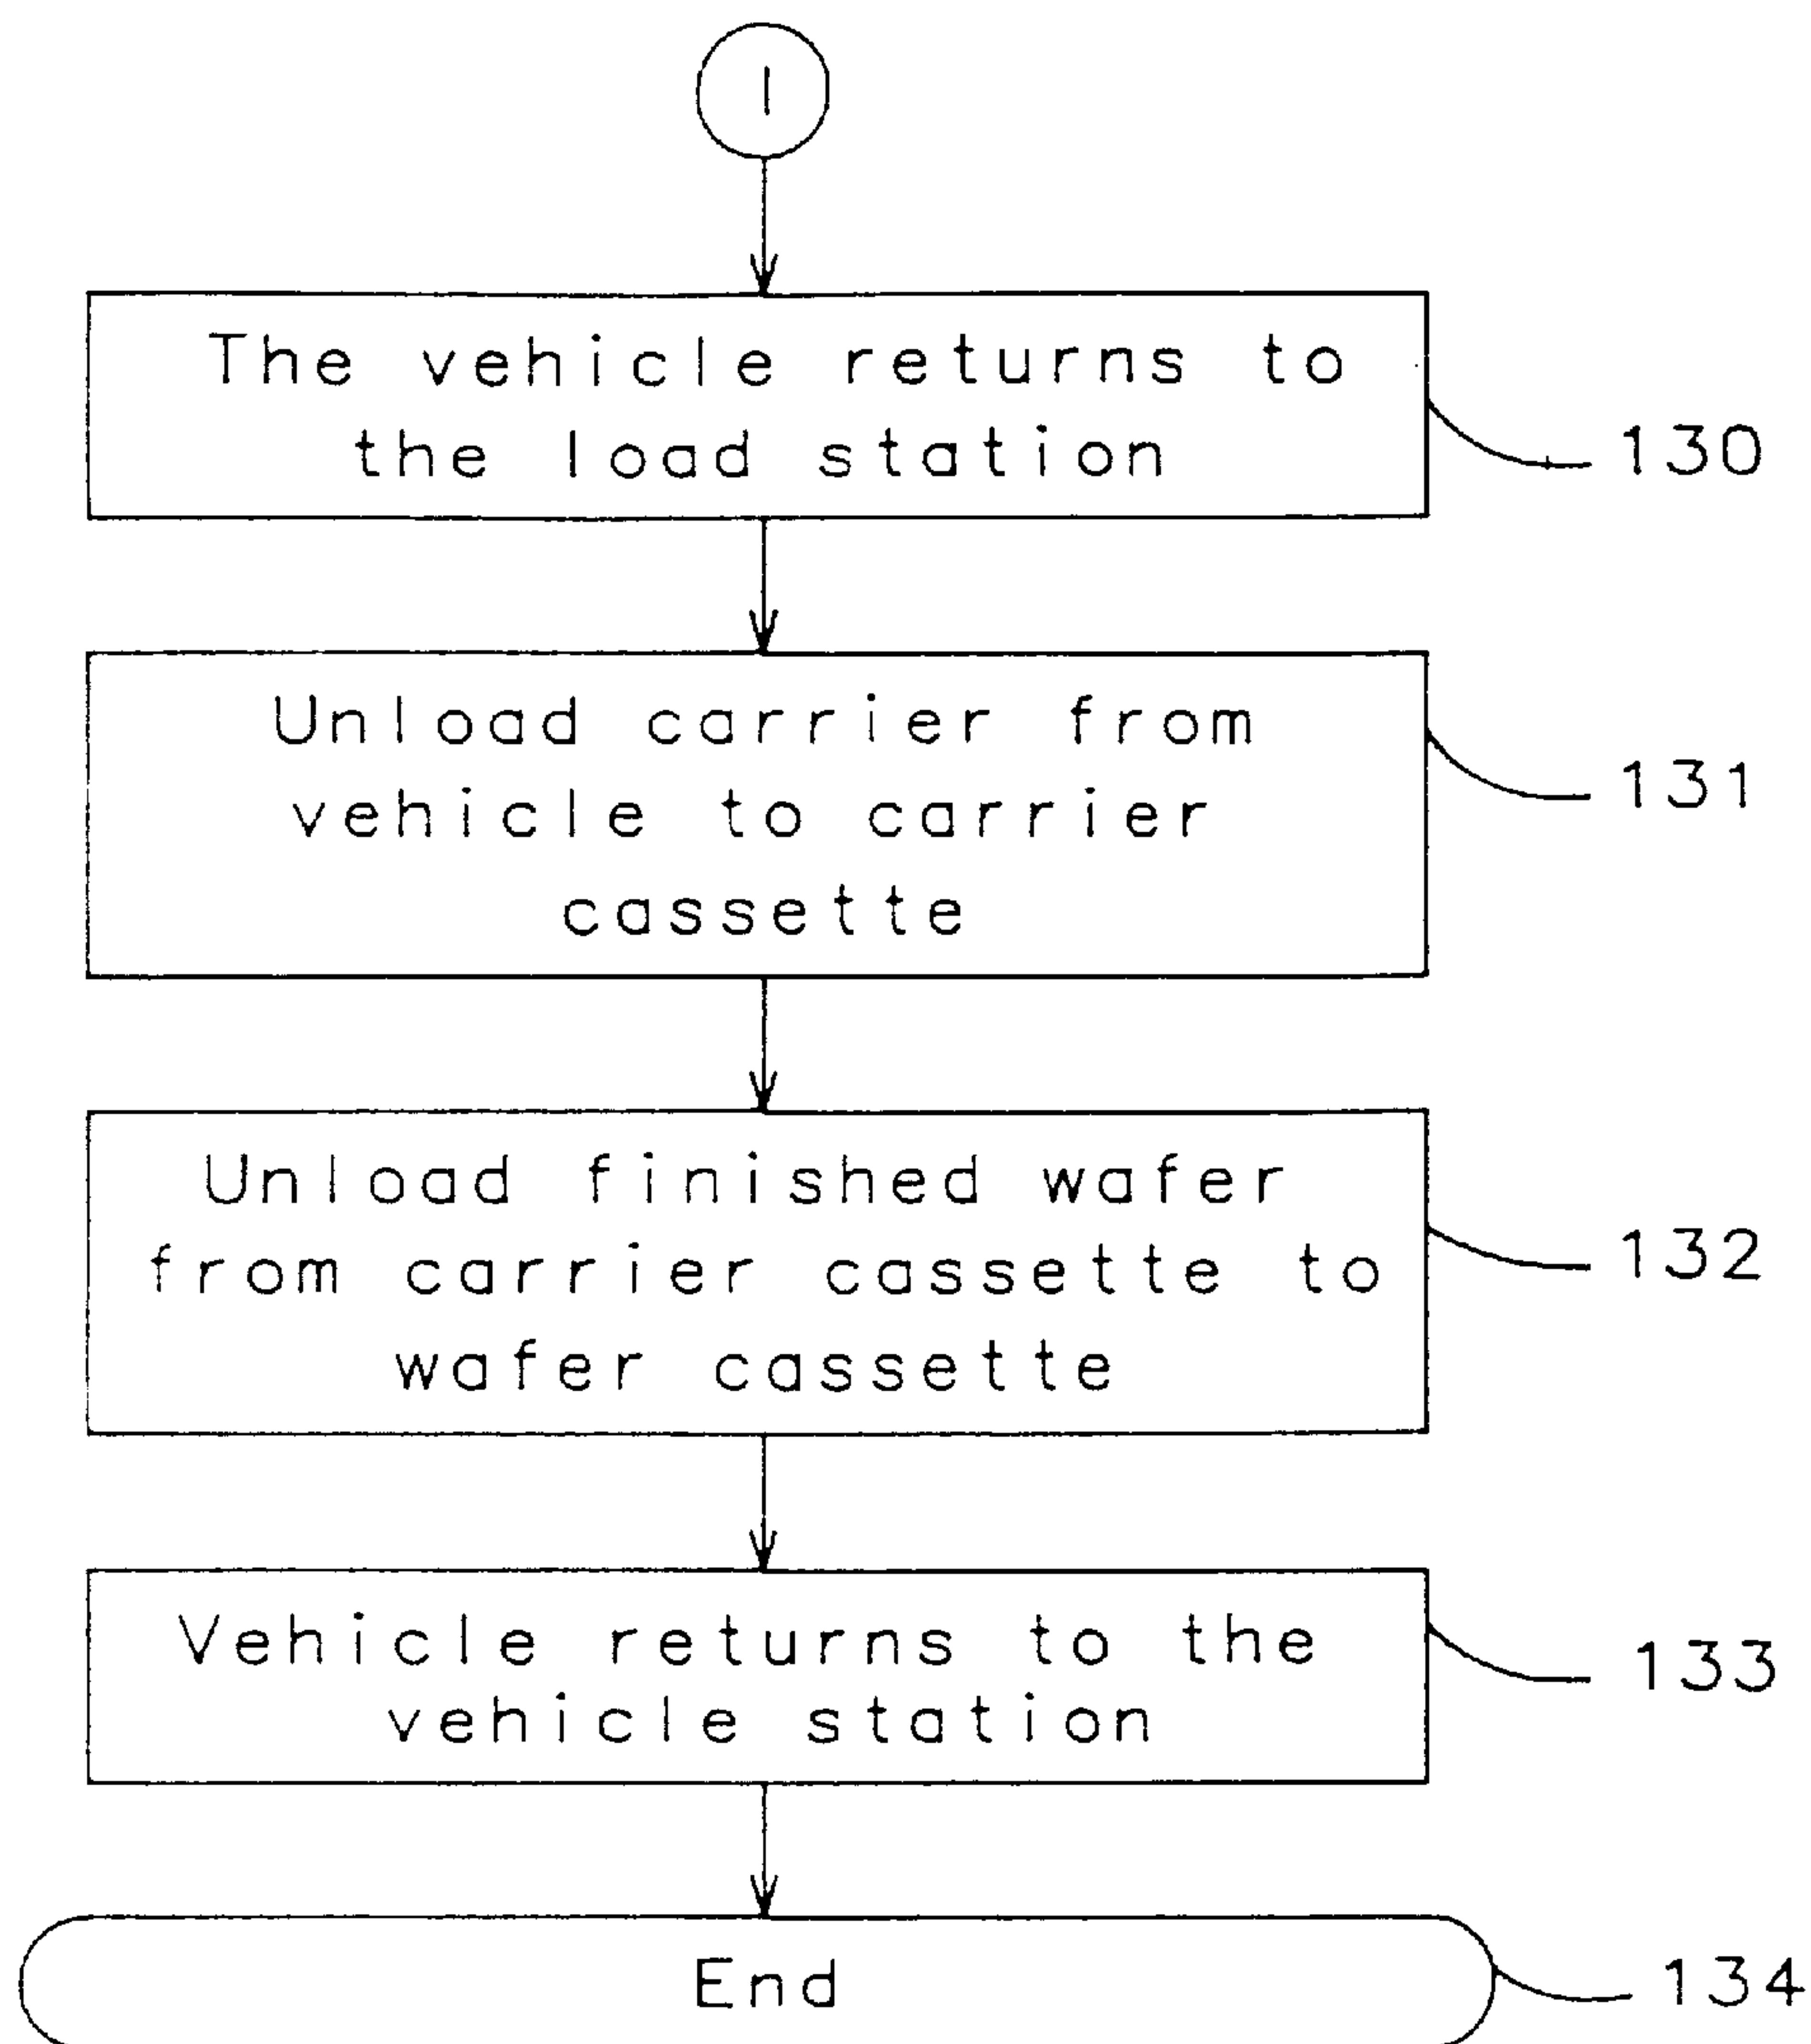 1
The vehicle returns to
the load station
130
Unload carrier from
vehicle to carrier
cassette
131
Unload finished wafer
from carrier cassette to
wafer cassette
132
Vehicle returns to the
vehicle station
133
End
134